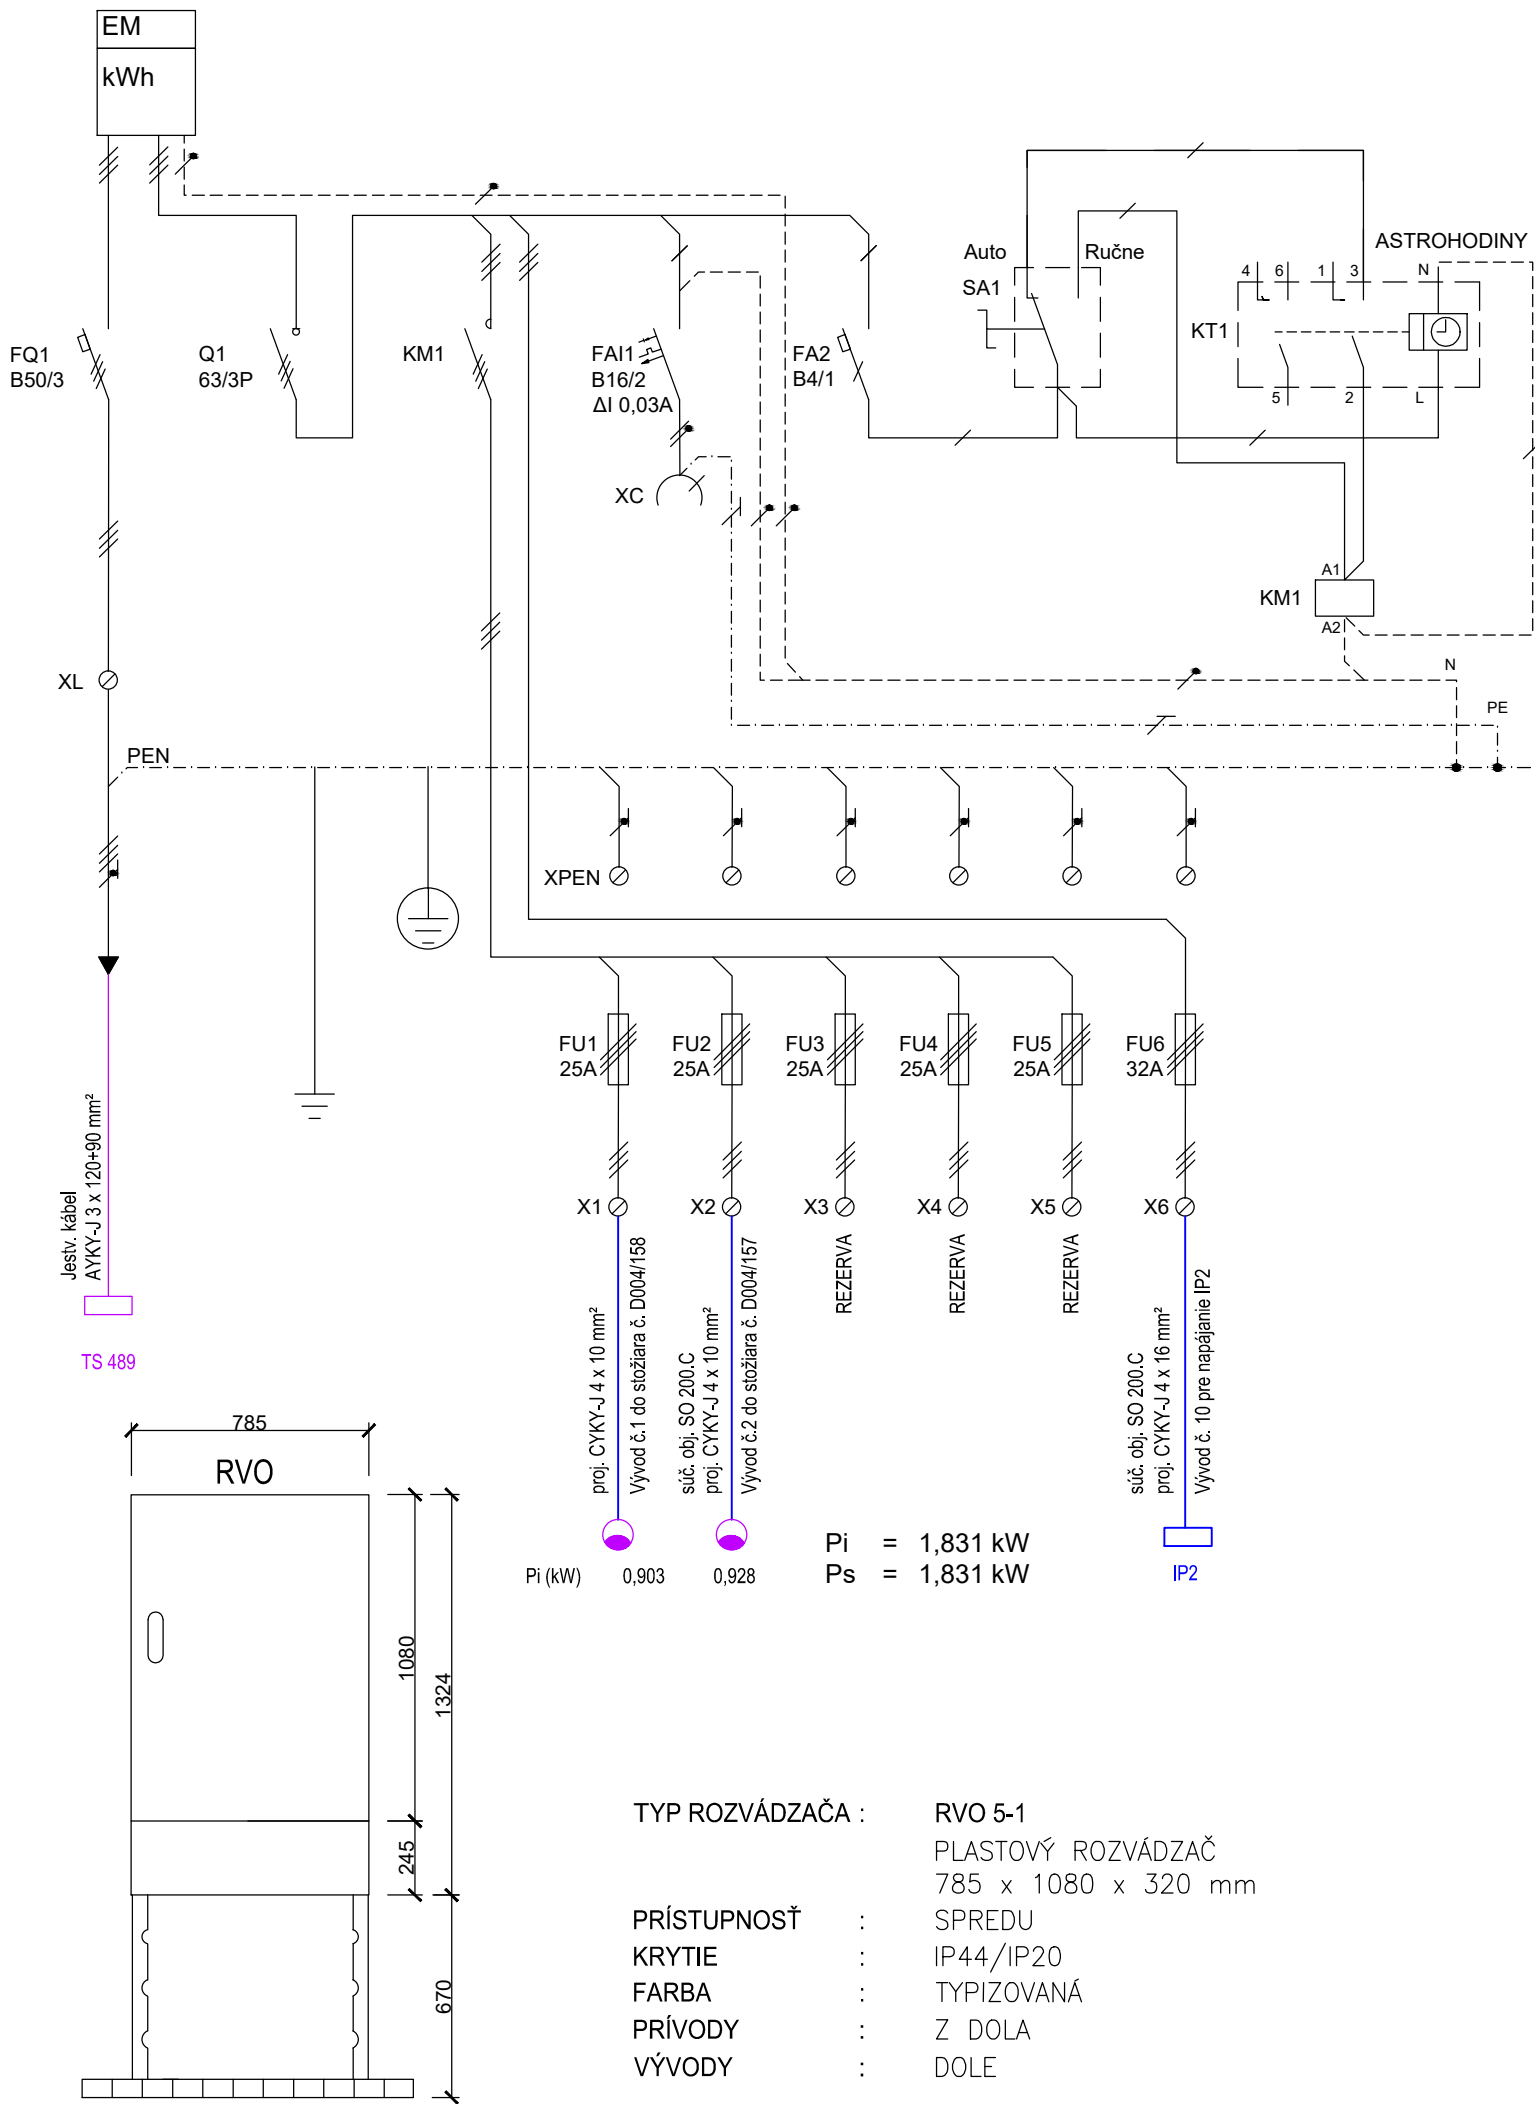 EM
kWh
ASTROHODINY
Auto
Ručne
SA1
4
6
1
3
N
KT1
5
2
L
FQ1
B50/3
Q1
63/3P
KM1
FAI1
B16/2
ΔI 0,03A
FA2
B4/1
XC
A1
KM1
A2
XL
N
PE
PEN
XPEN
FU1
25A
FU2
25A
FU3
25A
FU4
25A
FU5
25A
FU6
32A
Jestv. kábel
AYKY-J 3 x 120+90 mm²
TS 489
X1
X2
X3
X4
X5
X6
proj. CYKY-J 4 x 10 mm²
Vývod č.1 do stožiara č. D004/158
súč. obj. SO 200.C
proj. CYKY-J 4 x 10 mm²
Vývod č.2 do stožiara č. D004/157
REZERVA
REZERVA
REZERVA
súč. obj. SO 200.C
proj. CYKY-J 4 x 16 mm²
Vývod č. 10 pre napájanie IP2
Pi (kW)
0,903
0,928
Pi = 1,831 kW
Ps = 1,831 kW
IP2
785
RVO
1080
1324
245
670
TYP ROZVÁDZAČA : RVO 5-1
PLASTOVÝ ROZVÁDZAČ
785 x 1080 x 320 mm
PRÍSTUPNOSŤ : SPREDU
KRYTIE : IP44/IP20
FARBA : TYPIZOVANÁ
PRÍVODY : Z DOLA
VÝVODY : DOLE